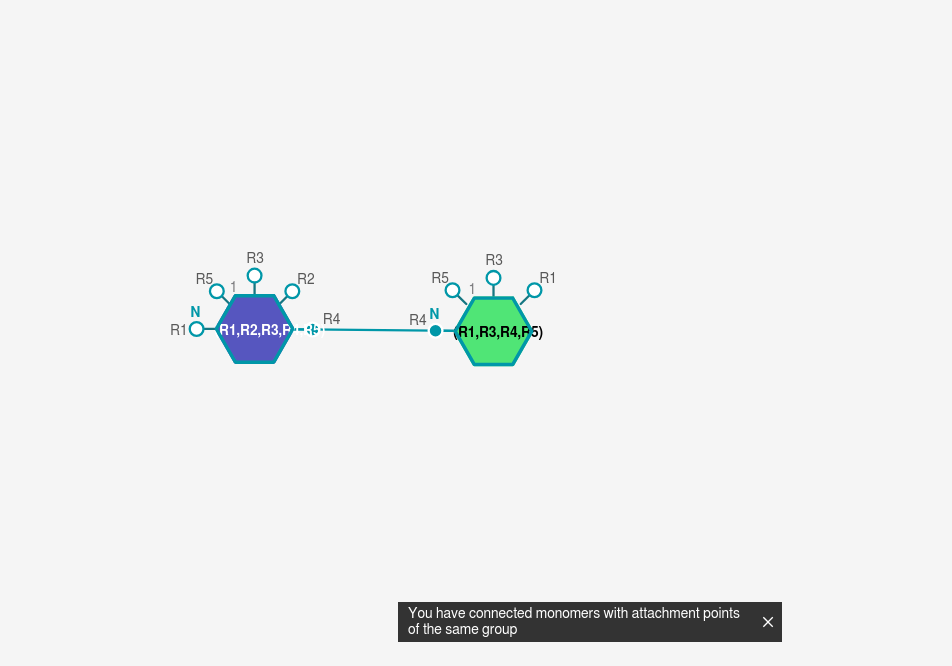 R3
R5
1
R2
N
R1
R1,R2,R3,R
R4
R3
R5
1
R1
R4
N
(R1,R3,R4,R5)
You have connected monomers with attachment points
of the same group